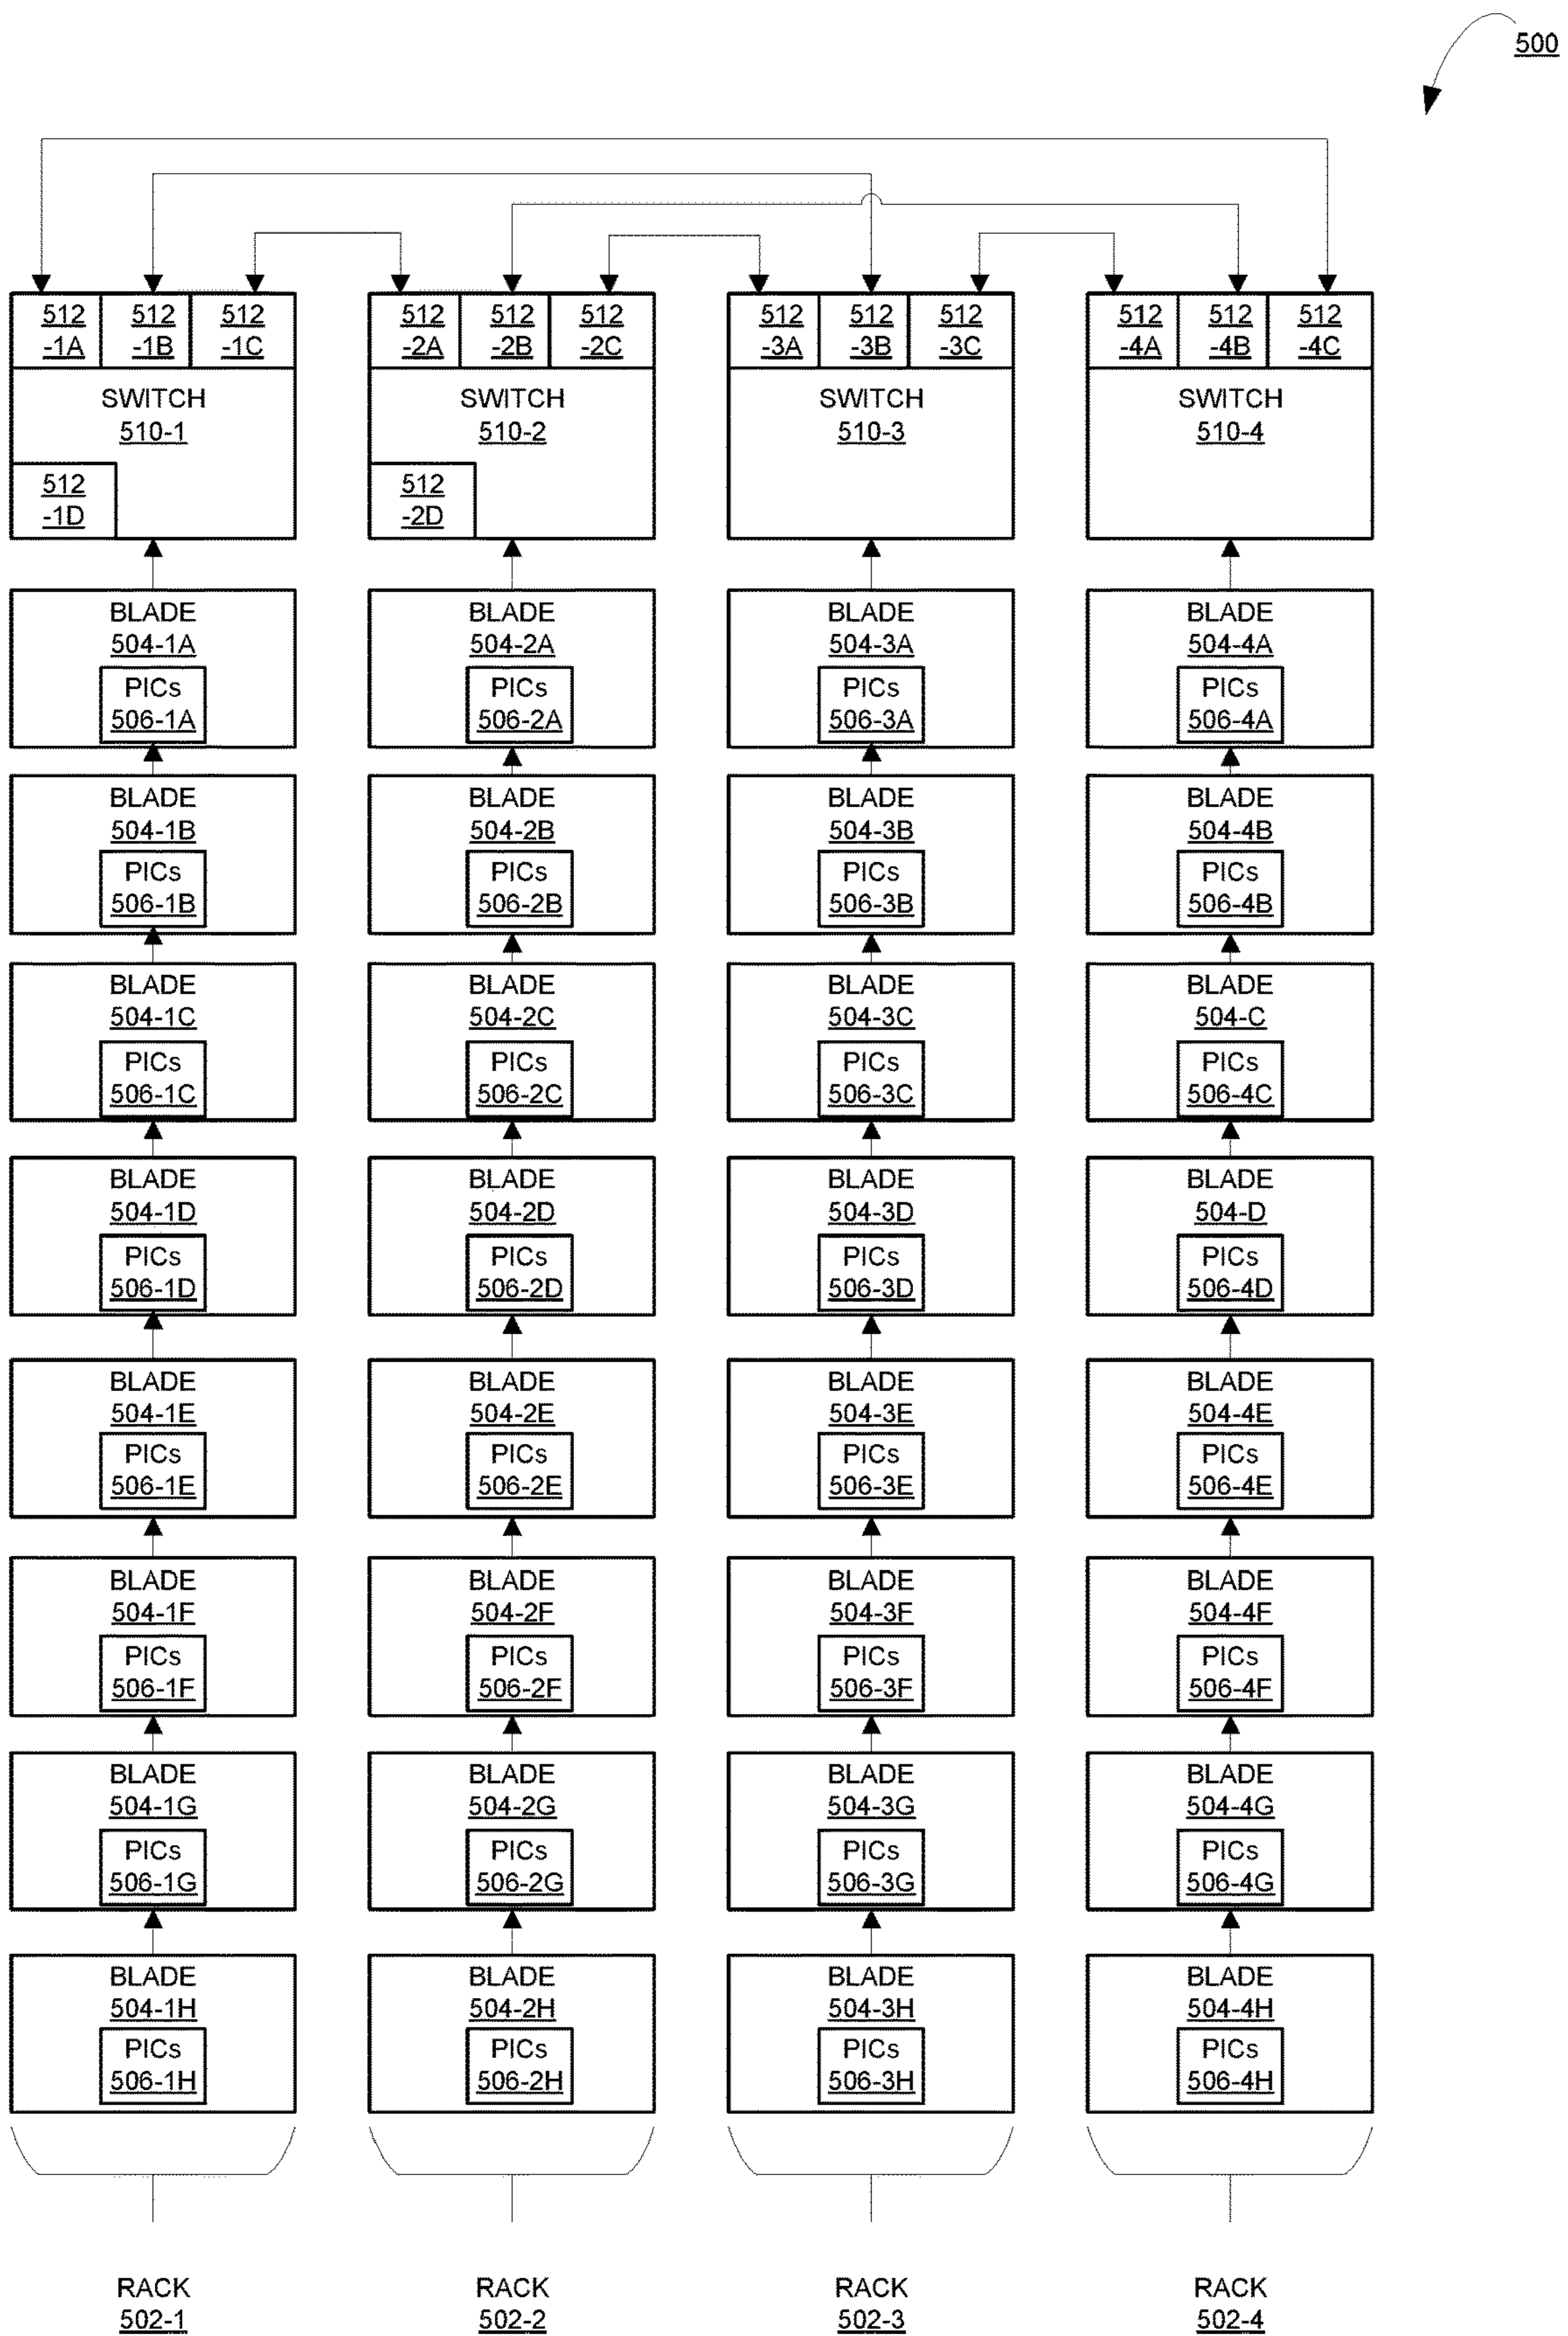 500
512 512 512 512 512 512 512 512 512 512 512 512
-1A -1B -1C -2A -2B -2C -3A -3B -3C -4A -4B -4C
SWITCH SWITCH SWITCH SWITCH
510-1 510-2 510-3 510-4
512 512
-1D -2D
BLADE BLADE BLADE BLADE
504-1A 504-2A 504-3A 504-4A
PICs PICs PICs PICs
506-1A 506-2A 506-3A 506-4A
BLADE BLADE BLADE BLADE
504-1B 504-2B 504-3B 504-4B
PICs PICs PICs PICs
506-1B 506-2B 506-3B 506-4B
BLADE BLADE BLADE BLADE
504-1C 504-2C 504-3C 504-C
PICs PICs PICs PICs
506-1C 506-2C 506-3C 506-4C
BLADE BLADE BLADE BLADE
504-1D 504-2D 504-3D 504-D
PICs PICs PICs PICs
506-1D 506-2D 506-3D 506-4D
BLADE BLADE BLADE BLADE
504-1E 504-2E 504-3E 504-4E
PICs PICs PICs PICs
506-1E 506-2E 506-3E 506-4E
BLADE BLADE BLADE BLADE
504-1F 504-2F 504-3F 504-4F
PICs PICs PICs PICs
506-1F 506-2F 506-3F 506-4F
BLADE BLADE BLADE BLADE
504-1G 504-2G 504-3G 504-4G
PICs PICs PICs PICs
506-1G 506-2G 506-3G 506-4G
BLADE BLADE BLADE BLADE
504-1H 504-2H 504-3H 504-4H
PICs PICs PICs PICs
506-1H 506-2H 506-3H 506-4H
RACK RACK RACK RACK
502-1 502-2 502-3 502-4